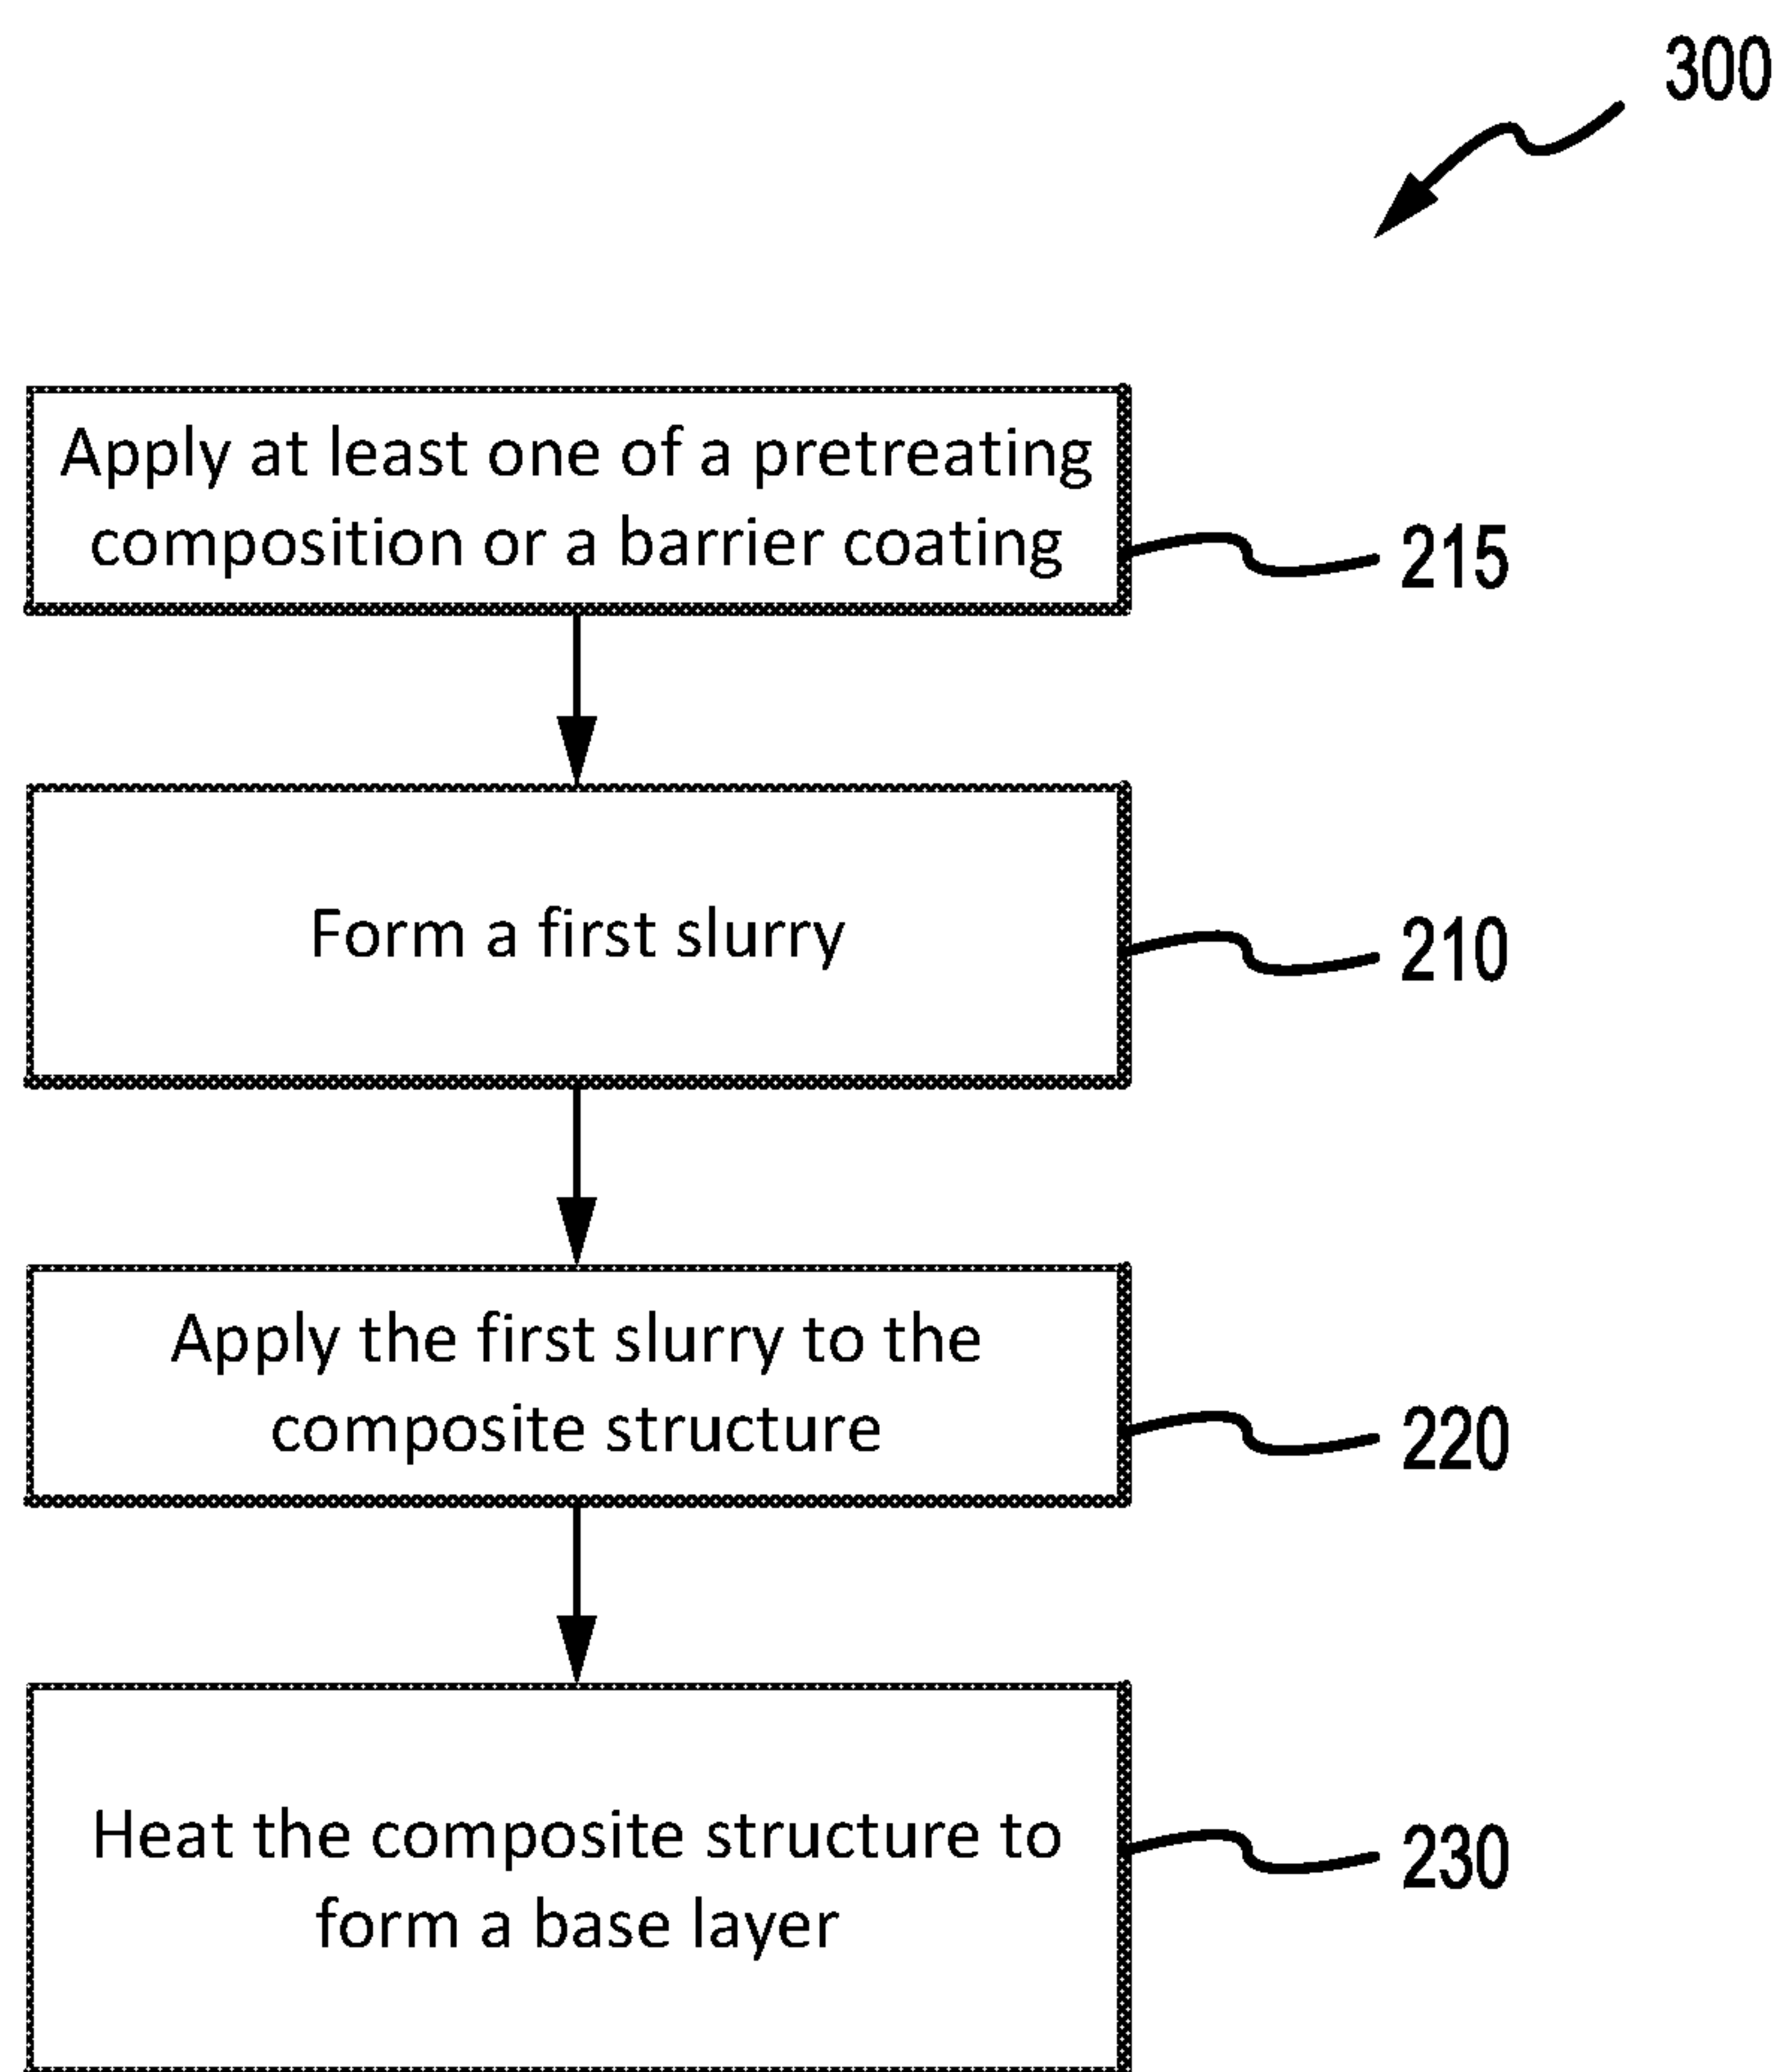 300
Apply at least one of a pretreating
composition or a barrier coating
215
Form a first slurry
210
Apply the first slurry to the
composite structure
220
Heat the composite structure to
form a base layer
230